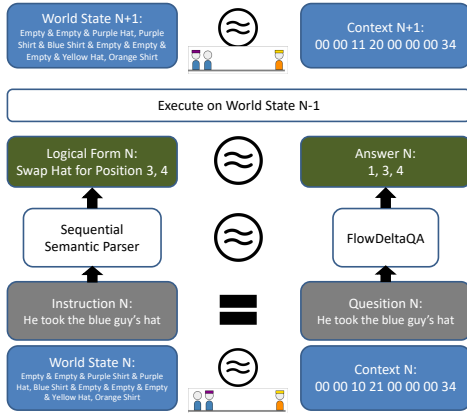 World State N+1:
Empty & Empty & Purple Hat, Purple
Shirt & Blue Shirt & Empty & Empty &
Empty & Yellow Hat, Orange Shirt
Context N+1:
00 00 11 20 00 00 00 34
Execute on World State N-1
Logical Form N:
Swap Hat for Position 3, 4
Answer N:
1, 3, 4
Sequential
Semantic Parser
FlowDeltaQA
Instruction N:
He took the blue guy's hat
Quesition N:
He took the blue guy's hat
World State N:
Empty & Empty & Purple Shirt & Purple
Hat, Blue Shirt & Empty & Empty & Empty
& Yellow Hat, Orange Shirt
Context N:
00 00 10 21 00 00 00 34